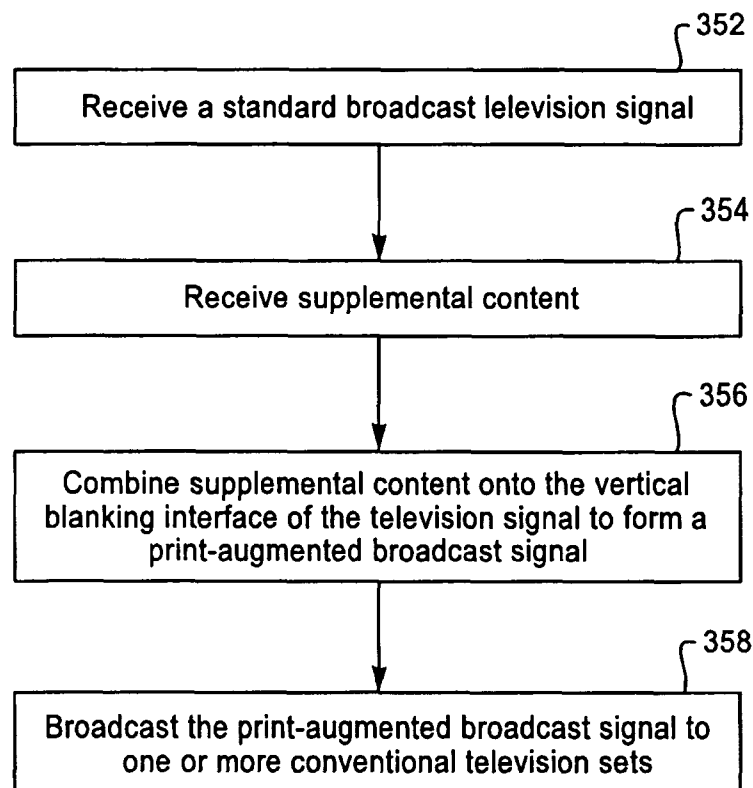 352
Receive a standard broadcast lelevision signal
354
Receive supplemental content
356
Combine supplemental content onto the vertical
blanking interface of the television signal to form a
print-augmented broadcast signal
358
Broadcast the print-augmented broadcast signal to
one or more conventional television sets